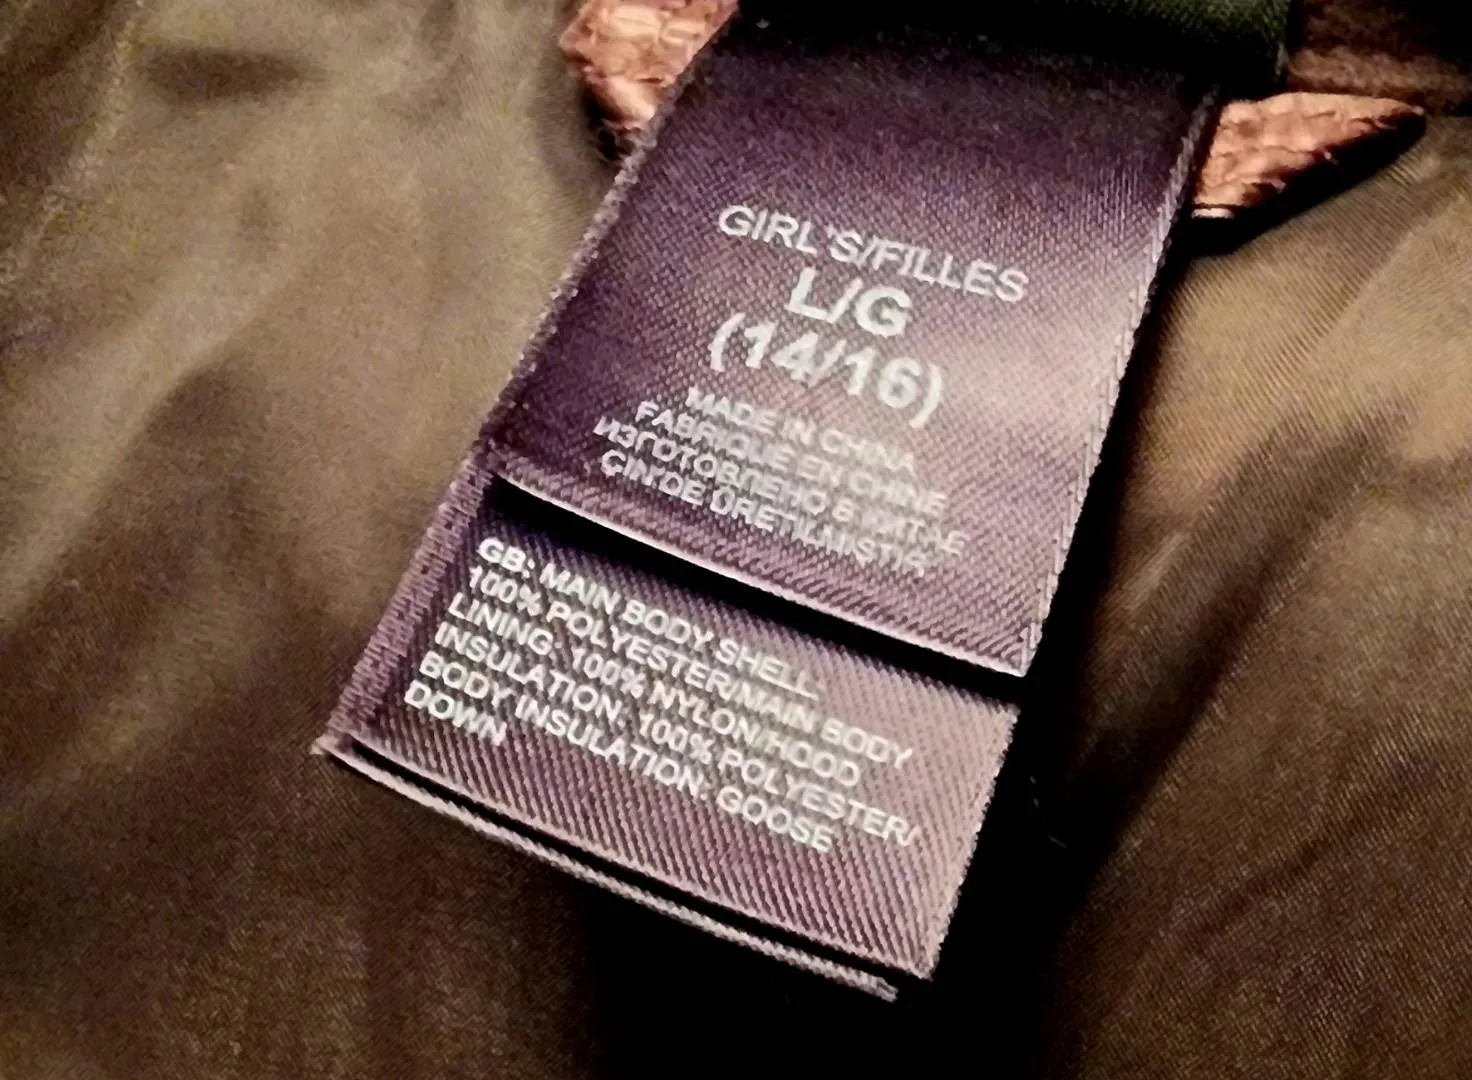 GIRL'S/FILLES
L/G
(14/16)
MADE IN CHINA
FABRIQUE EN CHINE
ИЗГОТОВЛЕНО В КИТАЕ
GB: MAIN BODY SHELL:
100% POLYESTER/MAIN BODY
LINING: 100% NYLON/HOOD
INSULATION: 100% POLYESTER/
BODY INSULATION: GOOSE
DOWN